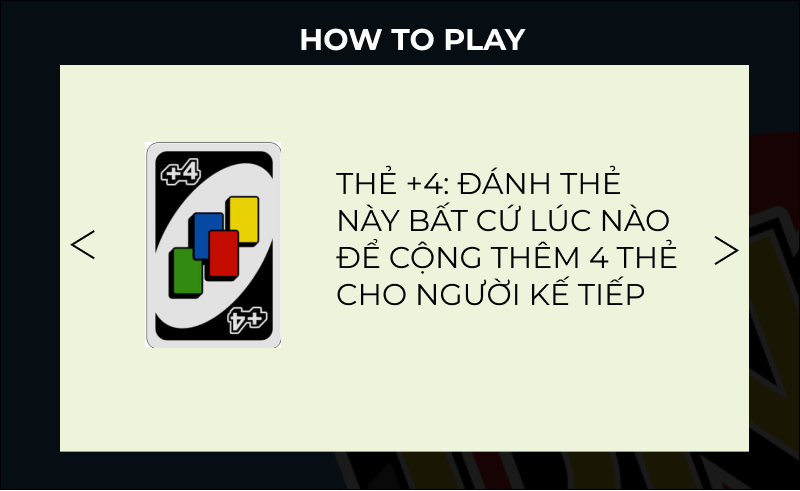 HOW TO PLAY
+4
THẺ +4: ĐÁNH THẺ
NÀY BẤT CỨ LÚC NÀO
ĐỂ CỘNG THÊM 4 THẺ
CHO NGƯỜI KẾ TIẾP
< >
+4